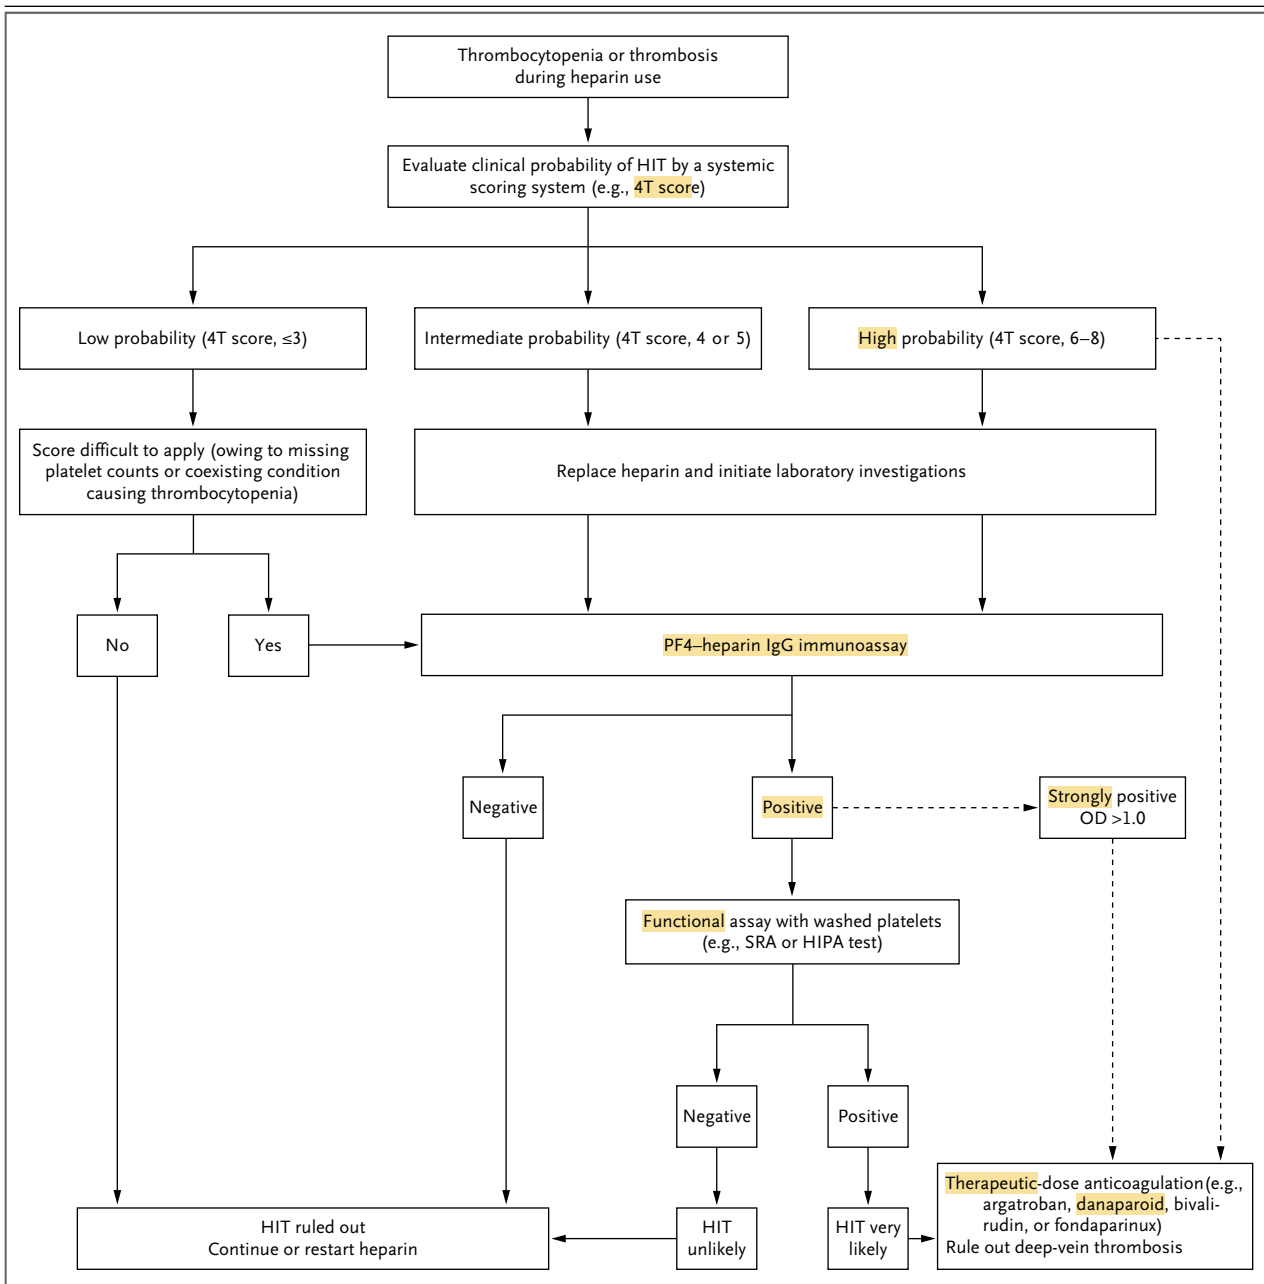 Thrombocytopenia or thrombosis
during heparin use
Evaluate clinical probability of HIT by a systemic
scoring system (e.g., 4T score)
Low probability (4T score, ≤3)
Intermediate probability (4T score, 4 or 5)
High probability (4T score, 6–8)
Score difficult to apply (owing to missing
platelet counts or coexisting condition
causing thrombocytopenia)
Replace heparin and initiate laboratory investigations
No
Yes
PF4–heparin IgG immunoassay
Negative
Positive
Strongly positive
OD >1.0
Functional assay with washed platelets
(e.g., SRA or HIPA test)
Negative
Positive
HIT ruled out
Continue or restart heparin
HIT
unlikely
HIT very
likely
Therapeutic-dose anticoagulation (e.g.,
argatroban, danaparoid, bivali-
rudin, or fondaparinux)
Rule out deep-vein thrombosis